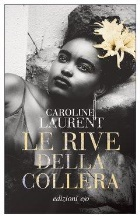 CAROLINE
LAURENT
LE RIVE
DELLA
COLLERA
edizioni e/o